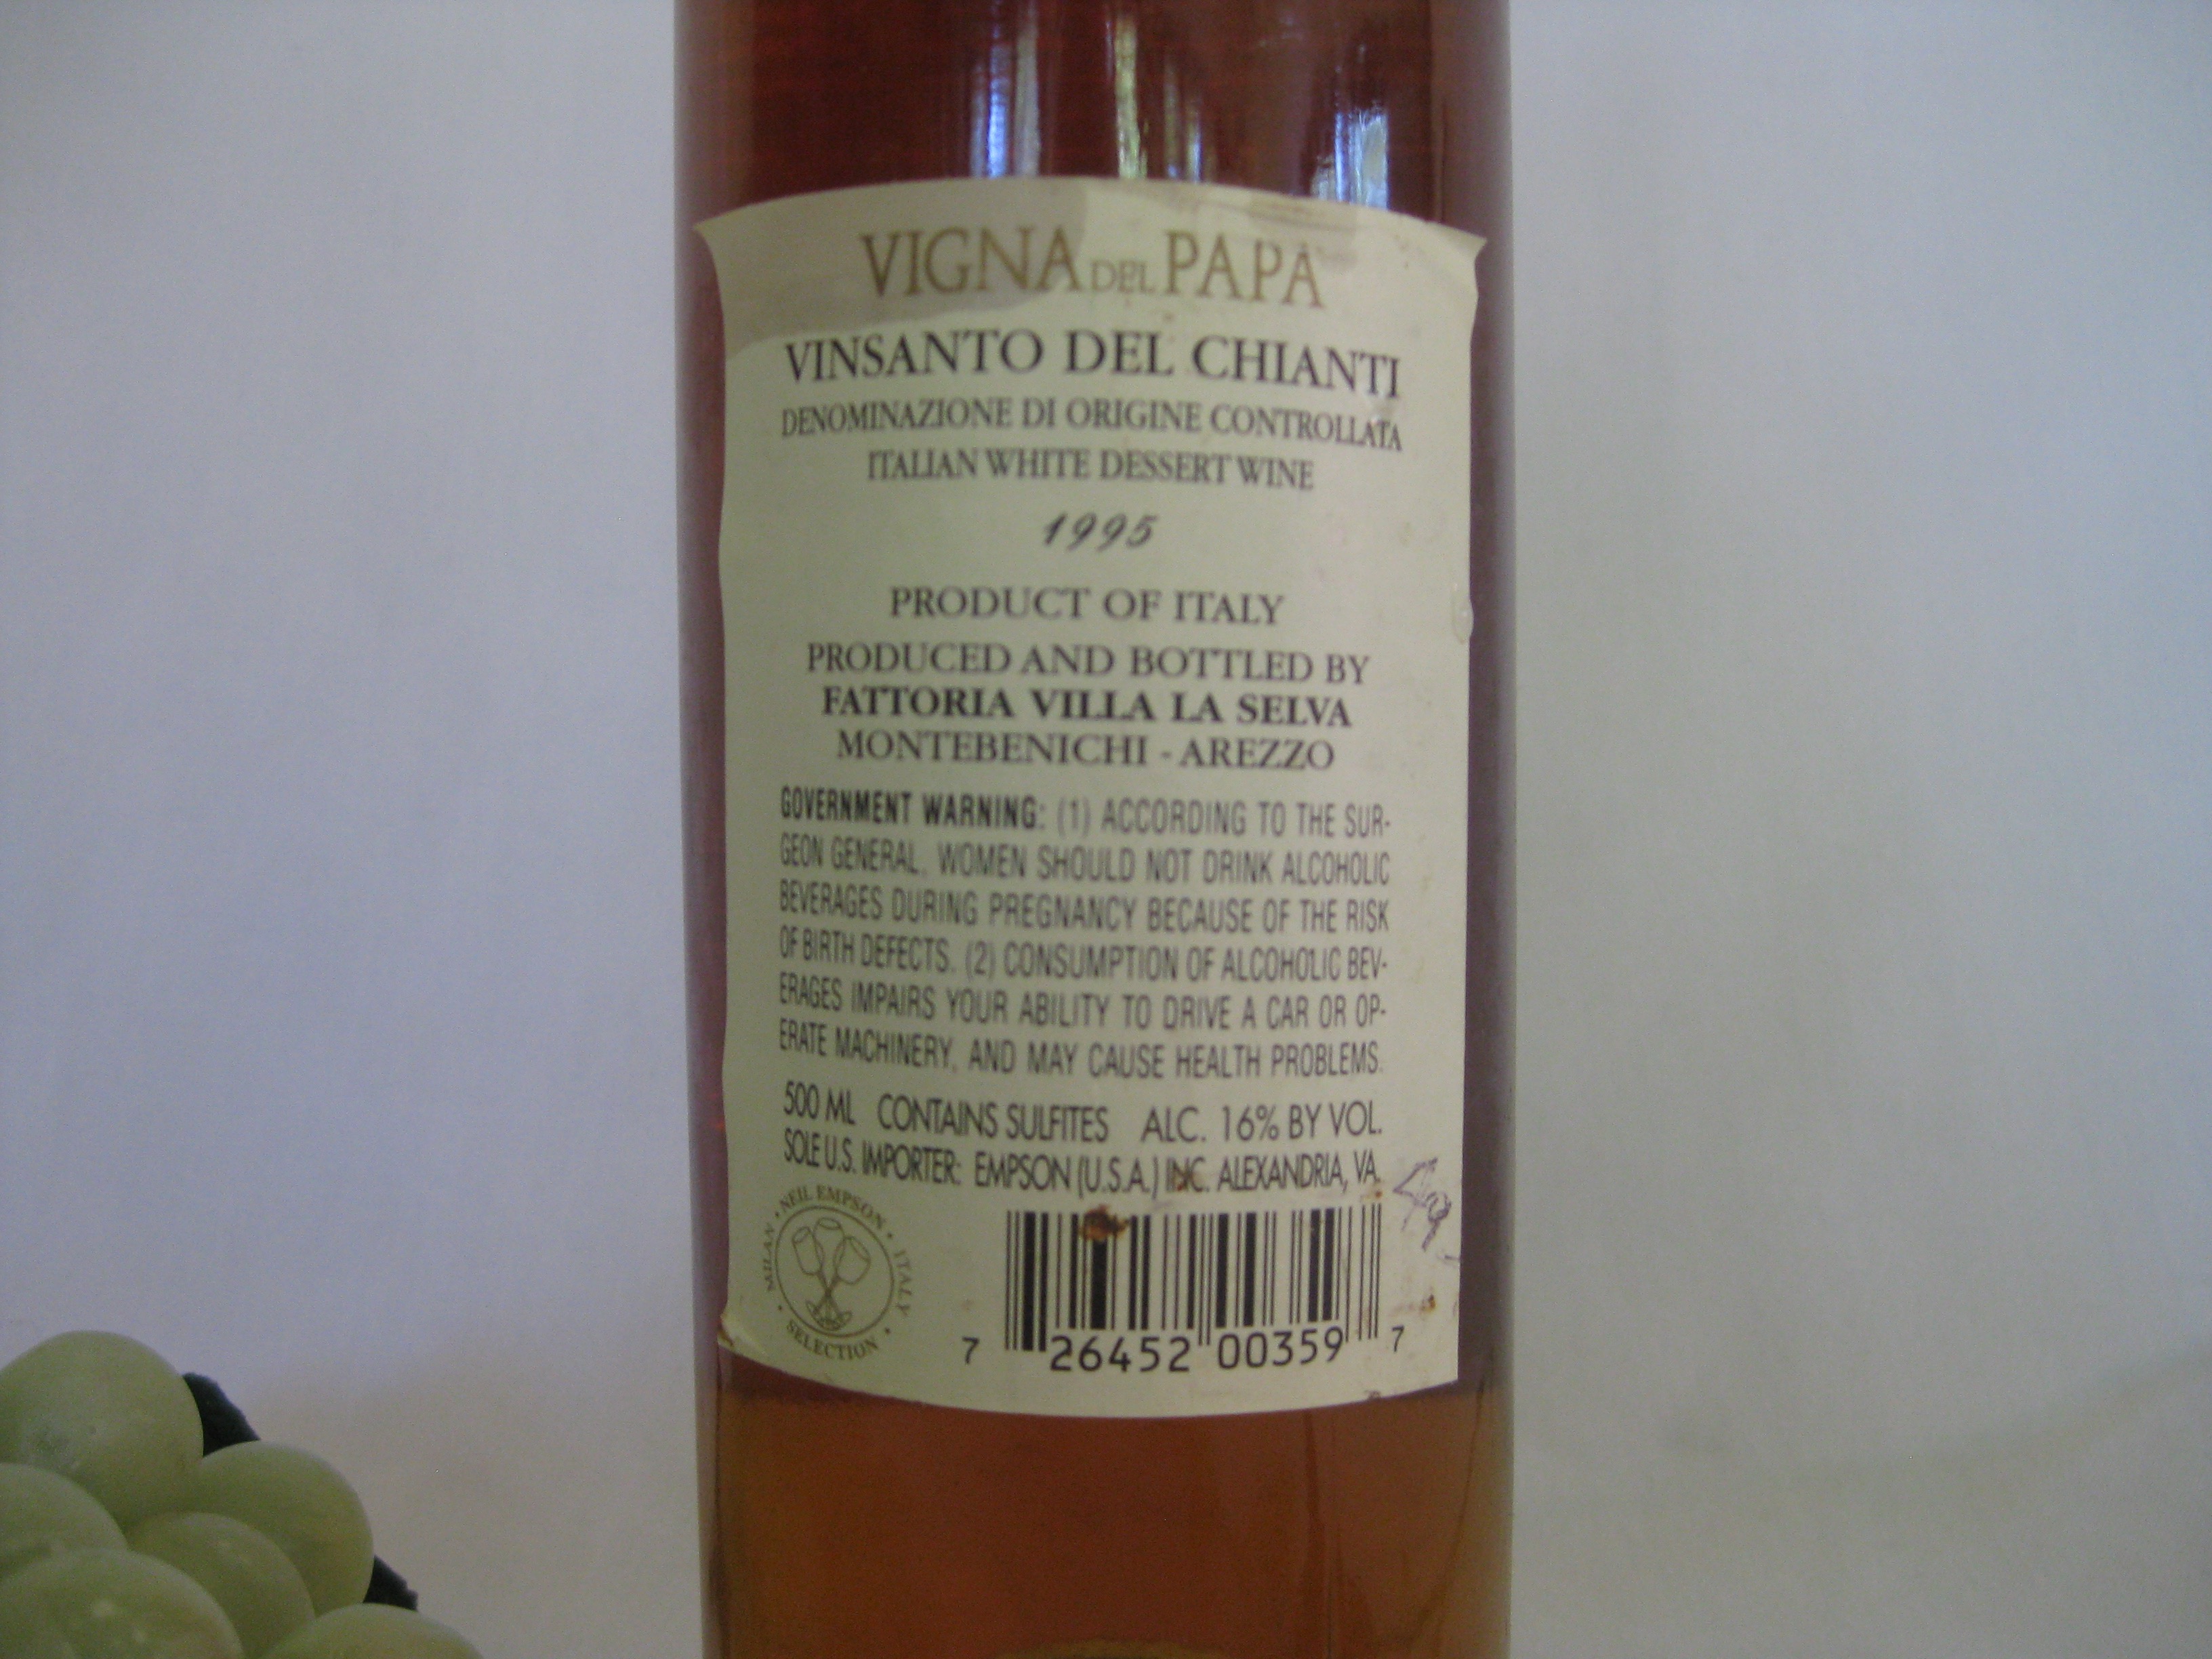 VIGNA DEL PAPÀ
VINSANTO DEL CHIANTI
DENOMINAZIONE DI ORIGINE CONTROLLATA
ITALIAN WHITE DESSERT WINE
1995
PRODUCT OF ITALY
PRODUCED AND BOTTLED BY
FATTORIA VILLA LA SELVA
MONTEBENICHI - AREZZO
GOVERNMENT WARNING: (1) ACCORDING TO THE SUR-
GEON GENERAL, WOMEN SHOULD NOT DRINK ALCOHOLIC
BEVERAGES DURING PREGNANCY BECAUSE OF THE RISK
OF BIRTH DEFECTS. (2) CONSUMPTION OF ALCOHOLIC BEV-
ERAGES IMPAIRS YOUR ABILITY TO DRIVE A CAR OR OP-
ERATE MACHINERY, AND MAY CAUSE HEALTH PROBLEMS.
500 ML CONTAINS SULFITES ALC. 16% BY VOL.
SOLE U.S. IMPORTER: EMPSON (U.S.A.) INC. ALEXANDRIA, VA.
MILAN • NEIL EMPSON • ITALY • SELECTION •
7 26452 00359 7